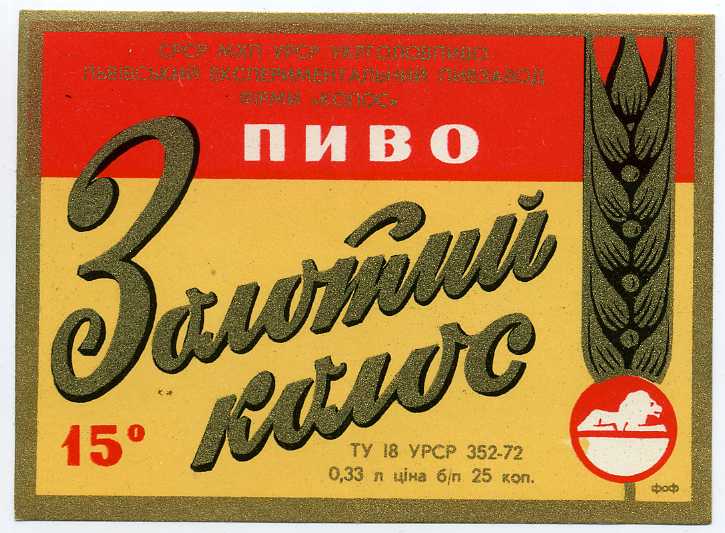 СРСР МХП УРСР УКРГОЛОВПИВО
ЛЬВІВСЬКИЙ ЕКСПЕРИМЕНТАЛЬНИЙ ПИВЗАВОД
ФІРМИ «КОЛОС»
ПИВО
Золотий
колос
15°
ТУ 18 УРСР 352-72
0,33 л ціна б/п 25 коп.
фоф